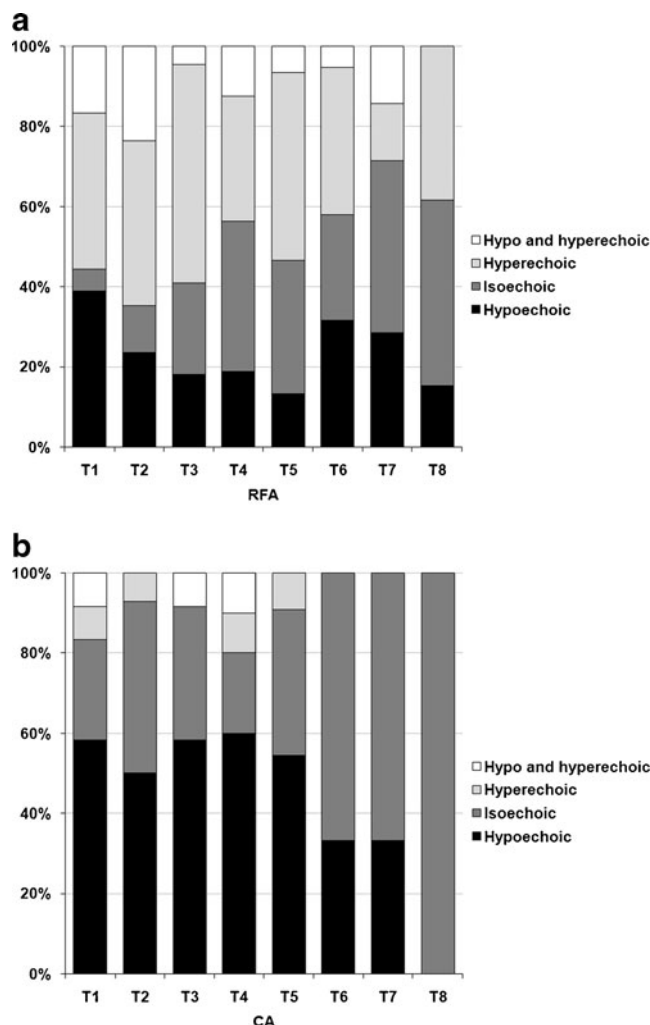 a
100%
80%
60%
40%
20%
0%
T1 T2 T3 T4 T5 T6 T7 T8
RFA
Hypo and hyperechoic
Hyperechoic
Isoechoic
Hypoechoic
b
100%
80%
60%
40%
20%
0%
T1 T2 T3 T4 T5 T6 T7 T8
CA
Hypo and hyperechoic
Hyperechoic
Isoechoic
Hypoechoic